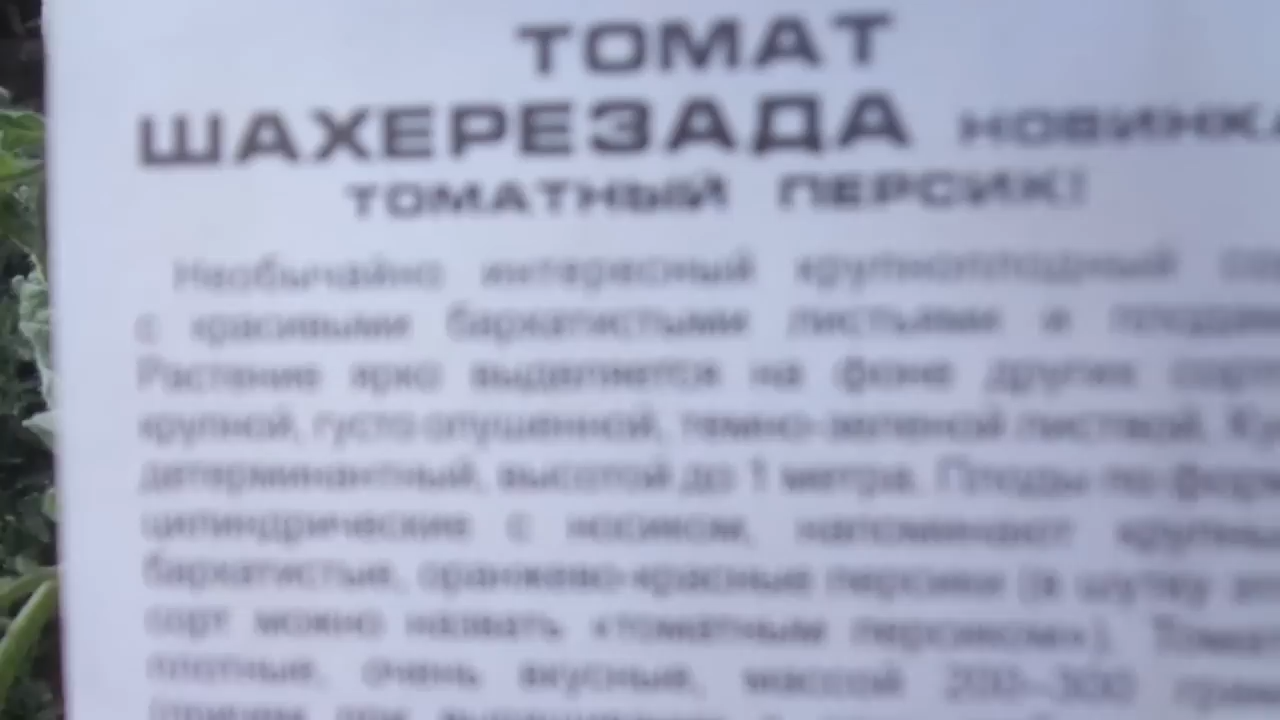 ТОМАТ
ШАХЕРЕЗАДА НОВИНКА
ТОМАТНЫЙ ПЕРСИК!
Необычайно интересный крупноплодный
с красивыми бархатистыми листьями и плодами
Растение ярко выделяется на фоне других
крупной, густо опушенной, темно-зеленой листвой.
детерминантный, высотой до 1 метра. Плоды по
цилиндрические с носиком, напоминают
бархатистые, оранжево-красные персики (в шутку
сорт можно назвать «томатным персиком»).
плотные, очень вкусные, массой 200–300